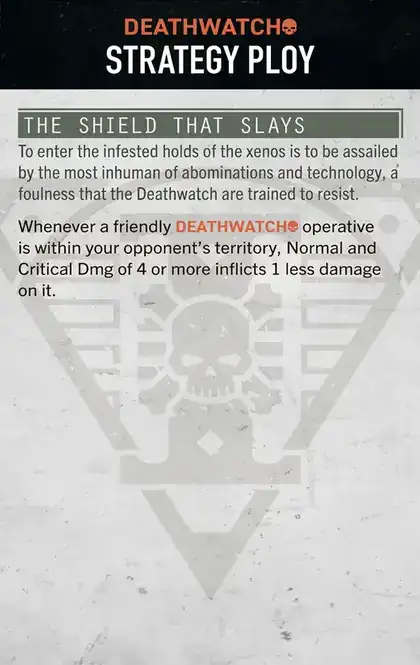 DEATHWATCH
STRATEGY PLOY
THE SHIELD THAT SLAYS
To enter the infested holds of the xenos is to be assailed
by the most inhuman of abominations and technology, a
foulness that the Deathwatch are trained to resist.
Whenever a friendly DEATHWATCH operative
is within your opponent's territory, Normal and
Critical Dmg of 4 or more inflicts 1 less damage
on it.